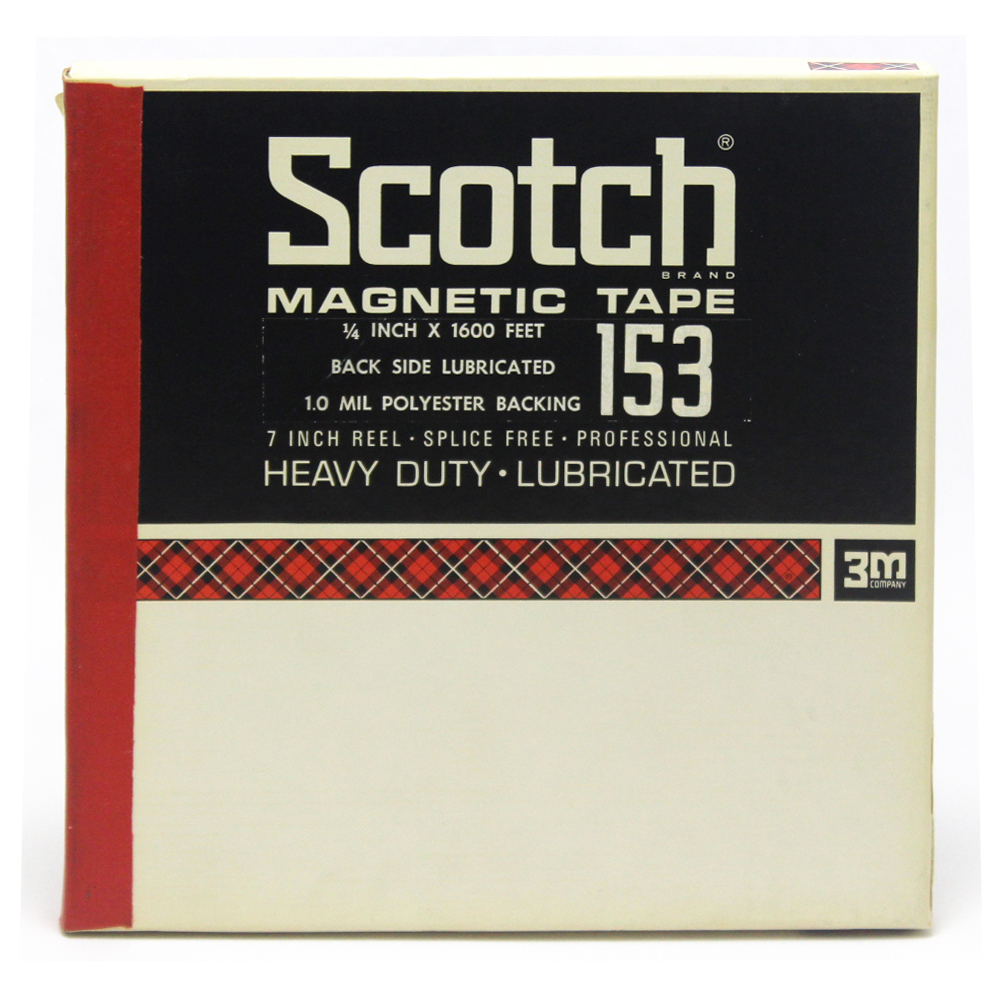 Scotch®
BRAND
MAGNETIC TAPE
¼ INCH X 1600 FEET
BACK SIDE LUBRICATED
1.0 MIL POLYESTER BACKING
153
7 INCH REEL · SPLICE FREE · PROFESSIONAL
HEAVY DUTY · LUBRICATED
3M
COMPANY